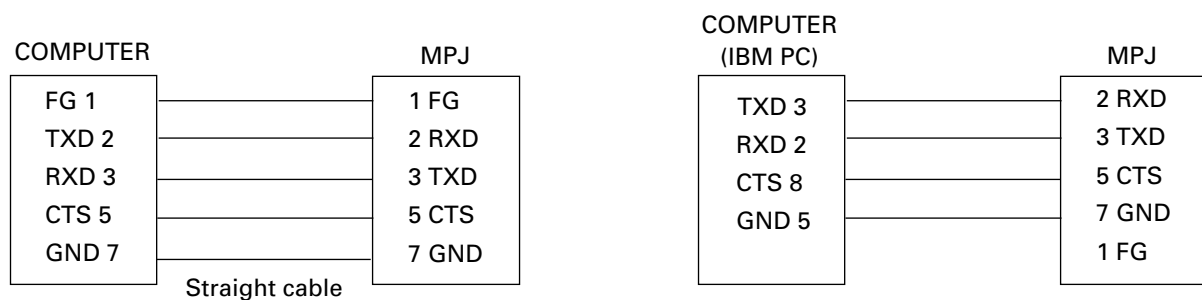 COMPUTER
MPJ
FG 1
1 FG
TXD 2
2 RXD
RXD 3
3 TXD
CTS 5
5 CTS
GND 7
7 GND
Straight cable
COMPUTER
(IBM PC)
MPJ
TXD 3
2 RXD
RXD 2
3 TXD
CTS 8
5 CTS
GND 5
7 GND
1 FG